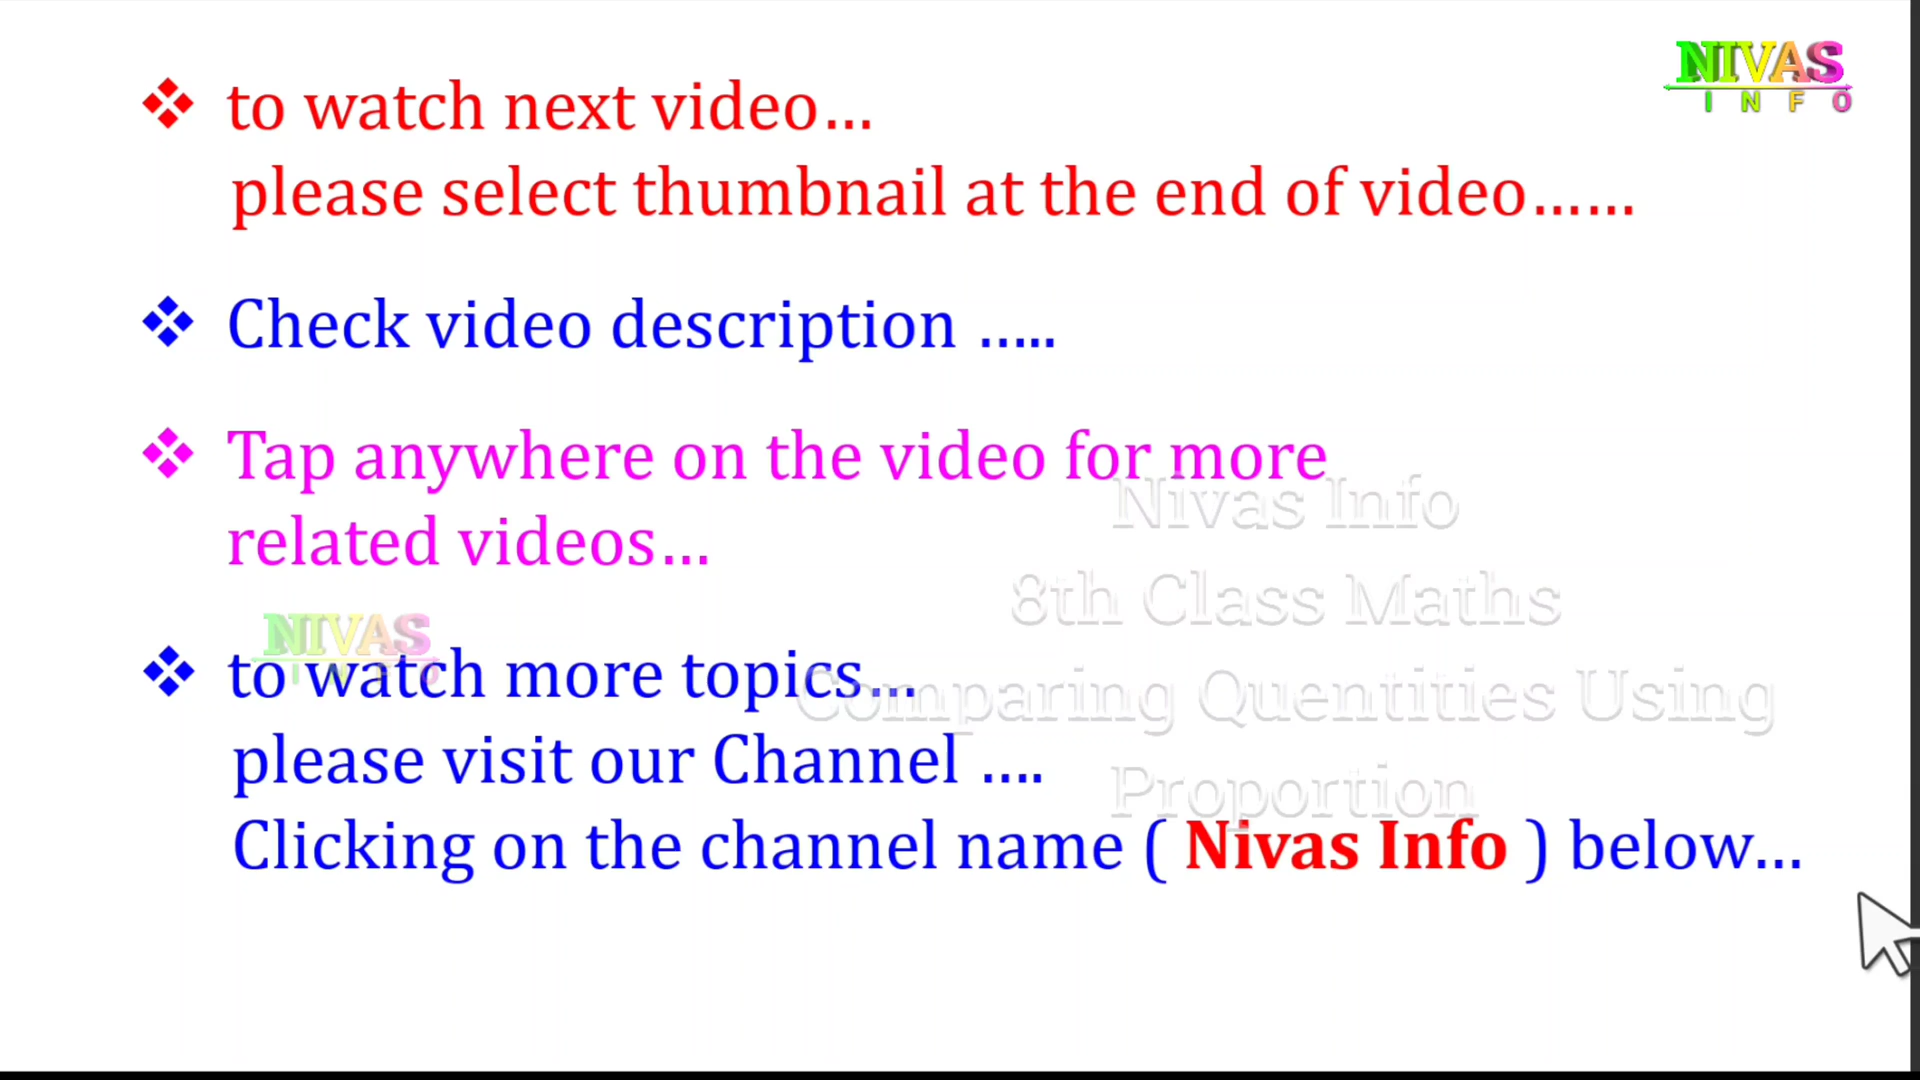 NIVAS
INFO
❖ to watch next video...
please select thumbnail at the end of video......
❖ Check video description .....
❖ Tap anywhere on the video for more
related videos...
Nivas Info
8th Class Maths
Comparing Quentities Using
Proportion
NIVAS
INFO
❖ to watch more topics...
please visit our Channel ....
Clicking on the channel name ( Nivas Info ) below...